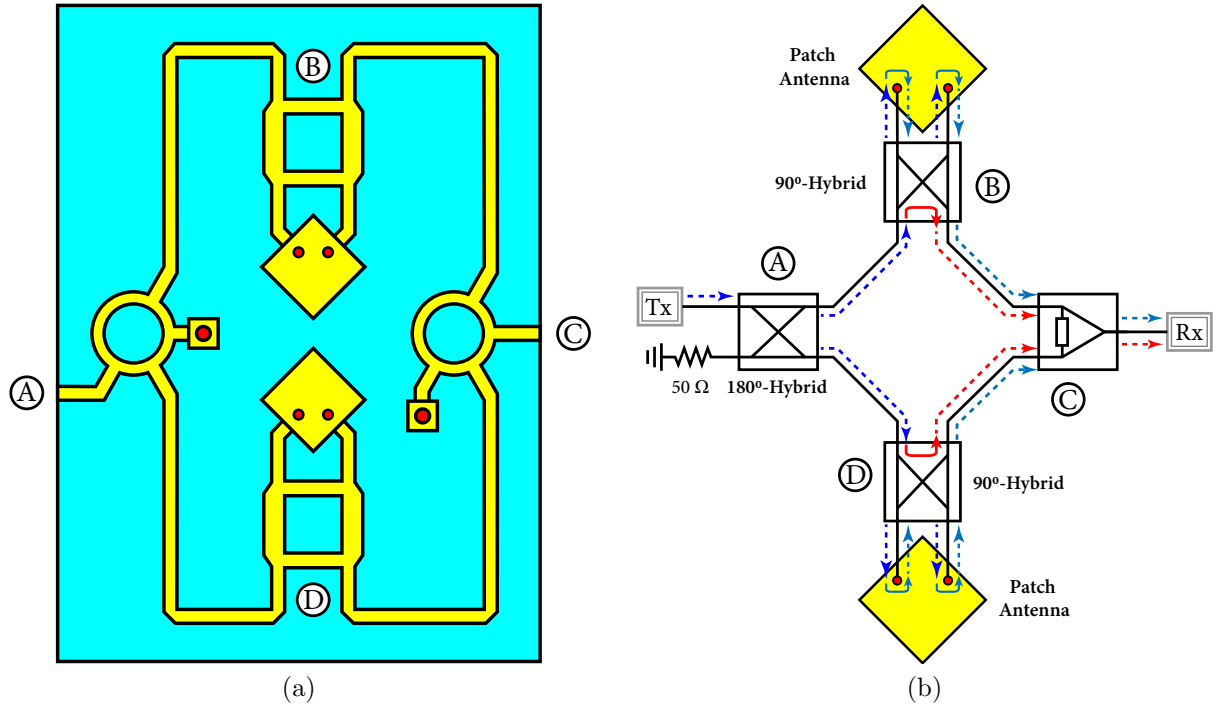 B
A
C
D
(a)
Patch
Antenna
90º-Hybrid
B
A
Tx
Rx
50 Ω
180º-Hybrid
C
D
90º-Hybrid
Patch
Antenna
(b)